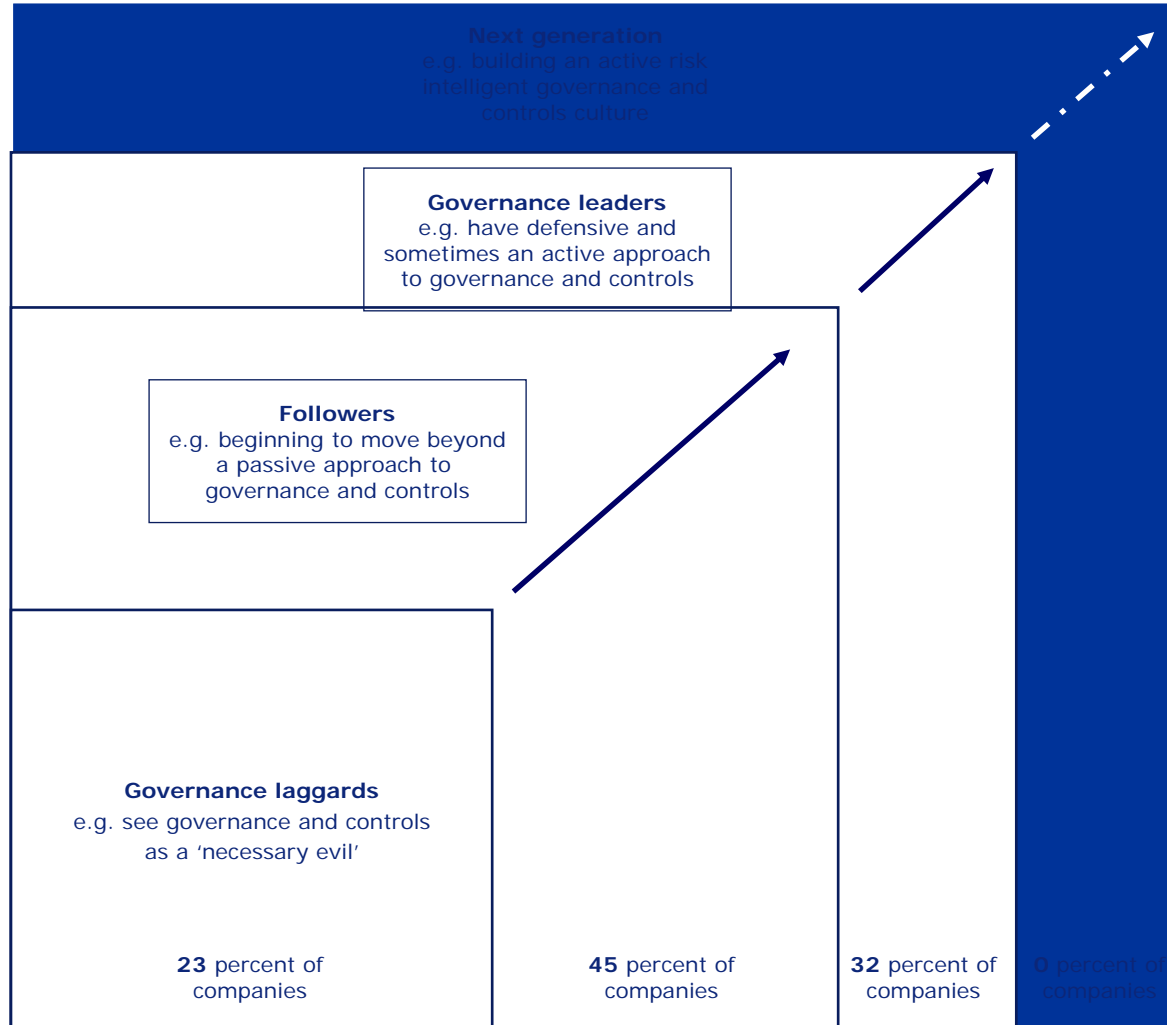 Next generation
e.g. building an active risk
intelligent governance and
controls culture
Governance leaders
e.g. have defensive and
sometimes an active approach
to governance and controls
Followers
e.g. beginning to move beyond
a passive approach to
governance and controls
Governance laggards
e.g. see governance and controls
as a ‘necessary evil’
23 percent of
companies
45 percent of
companies
32 percent of
companies
0 percent of
companies